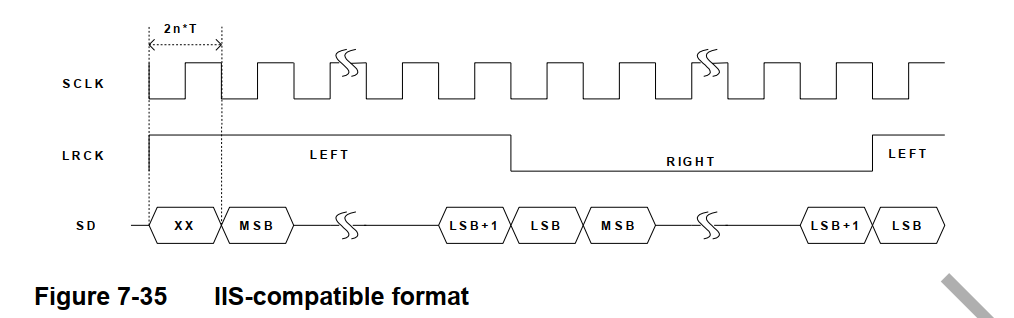 2n*T
SCLK
LRCK
LEFT
RIGHT
LEFT
SD
XX
MSB
LSB+1
LSB
MSB
LSB+1
LSB
Figure 7-35 IIS-compatible format